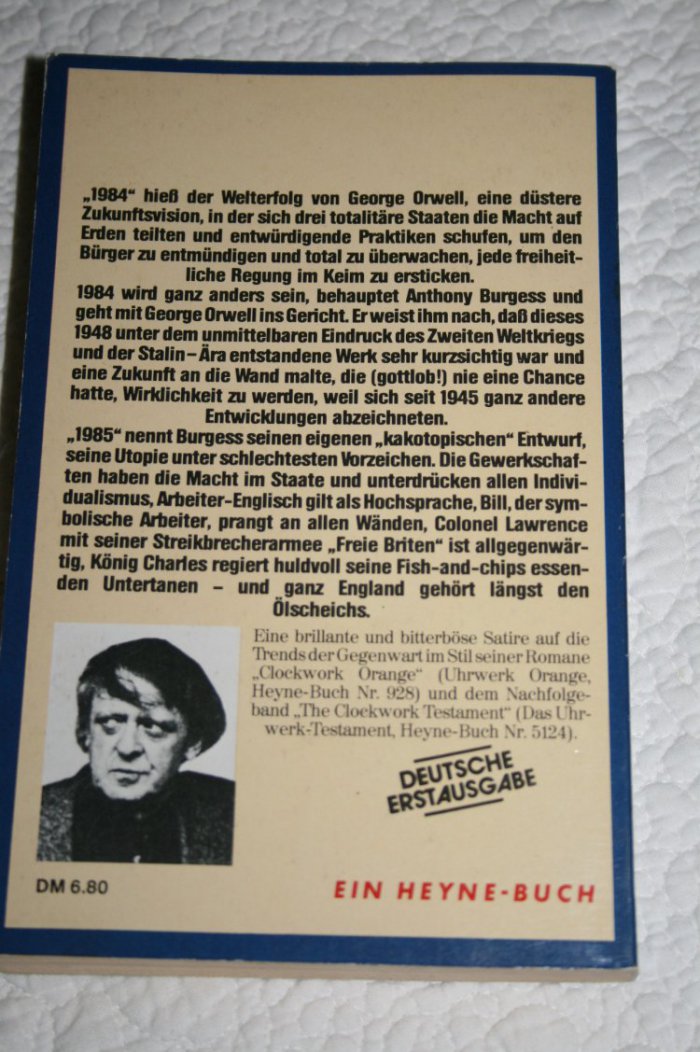 „1984“ hieß der Welterfolg von George Orwell, eine düstere
Zukunftsvision, in der sich drei totalitäre Staaten die Macht auf
Erden teilten und entwürdigende Praktiken schufen, um den
Bürger zu entmündigen und total zu überwachen, jede freiheit-
liche Regung im Keim zu ersticken.
1984 wird ganz anders sein, behauptet Anthony Burgess und
geht mit George Orwell ins Gericht. Er weist ihm nach, daß dieses
1948 unter dem unmittelbaren Eindruck des Zweiten Weltkriegs
und der Stalin–Ära entstandene Werk sehr kurzsichtig war und
eine Zukunft an die Wand malte, die (gottlob!) nie eine Chance
hatte, Wirklichkeit zu werden, weil sich seit 1945 ganz andere
Entwicklungen abzeichneten.
„1985“ nennt Burgess seinen eigenen „kakotopischen“ Entwurf,
seine Utopie unter schlechtesten Vorzeichen. Die Gewerkschaf-
ten haben die Macht im Staate und unterdrücken allen Indivi-
dualismus, Arbeiter-Englisch gilt als Hochsprache, Bill, der sym-
bolische Arbeiter, prangt an allen Wänden, Colonel Lawrence
mit seiner Streikbrecherarmee „Freie Briten“ ist allgegenwär-
tig, König Charles regiert huldvoll seine Fish-and-chips essen-
den Untertanen – und ganz England gehört längst den
Ölscheichs.
Eine brillante und bitterböse Satire auf die
Trends der Gegenwart im Stil seiner Romane
„Clockwork Orange“ (Uhrwerk Orange,
Heyne-Buch Nr. 928) und dem Nachfolge-
band „The Clockwork Testament“ (Das Uhr-
werk-Testament, Heyne-Buch Nr. 5124).
DEUTSCHE
ERSTAUSGABE
DM 6.80
EIN HEYNE-BUCH